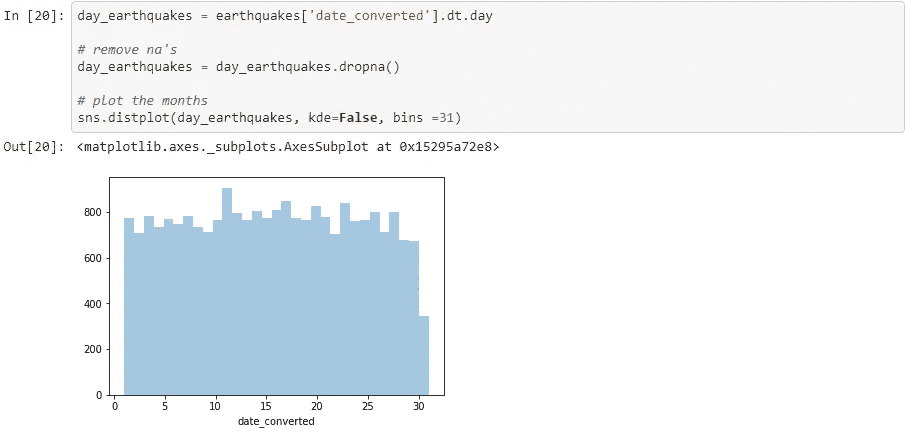 In [20]: day_earthquakes = earthquakes['date_converted'].dt.day
# remove na's
day_earthquakes = day_earthquakes.dropna()
# plot the months
sns.distplot(day_earthquakes, kde=False, bins =31)
Out[20]: <matplotlib.axes._subplots.AxesSubplot at 0x15295a72e8>
800
600
400
200
0
0 5 10 15 20 25 30
date_converted